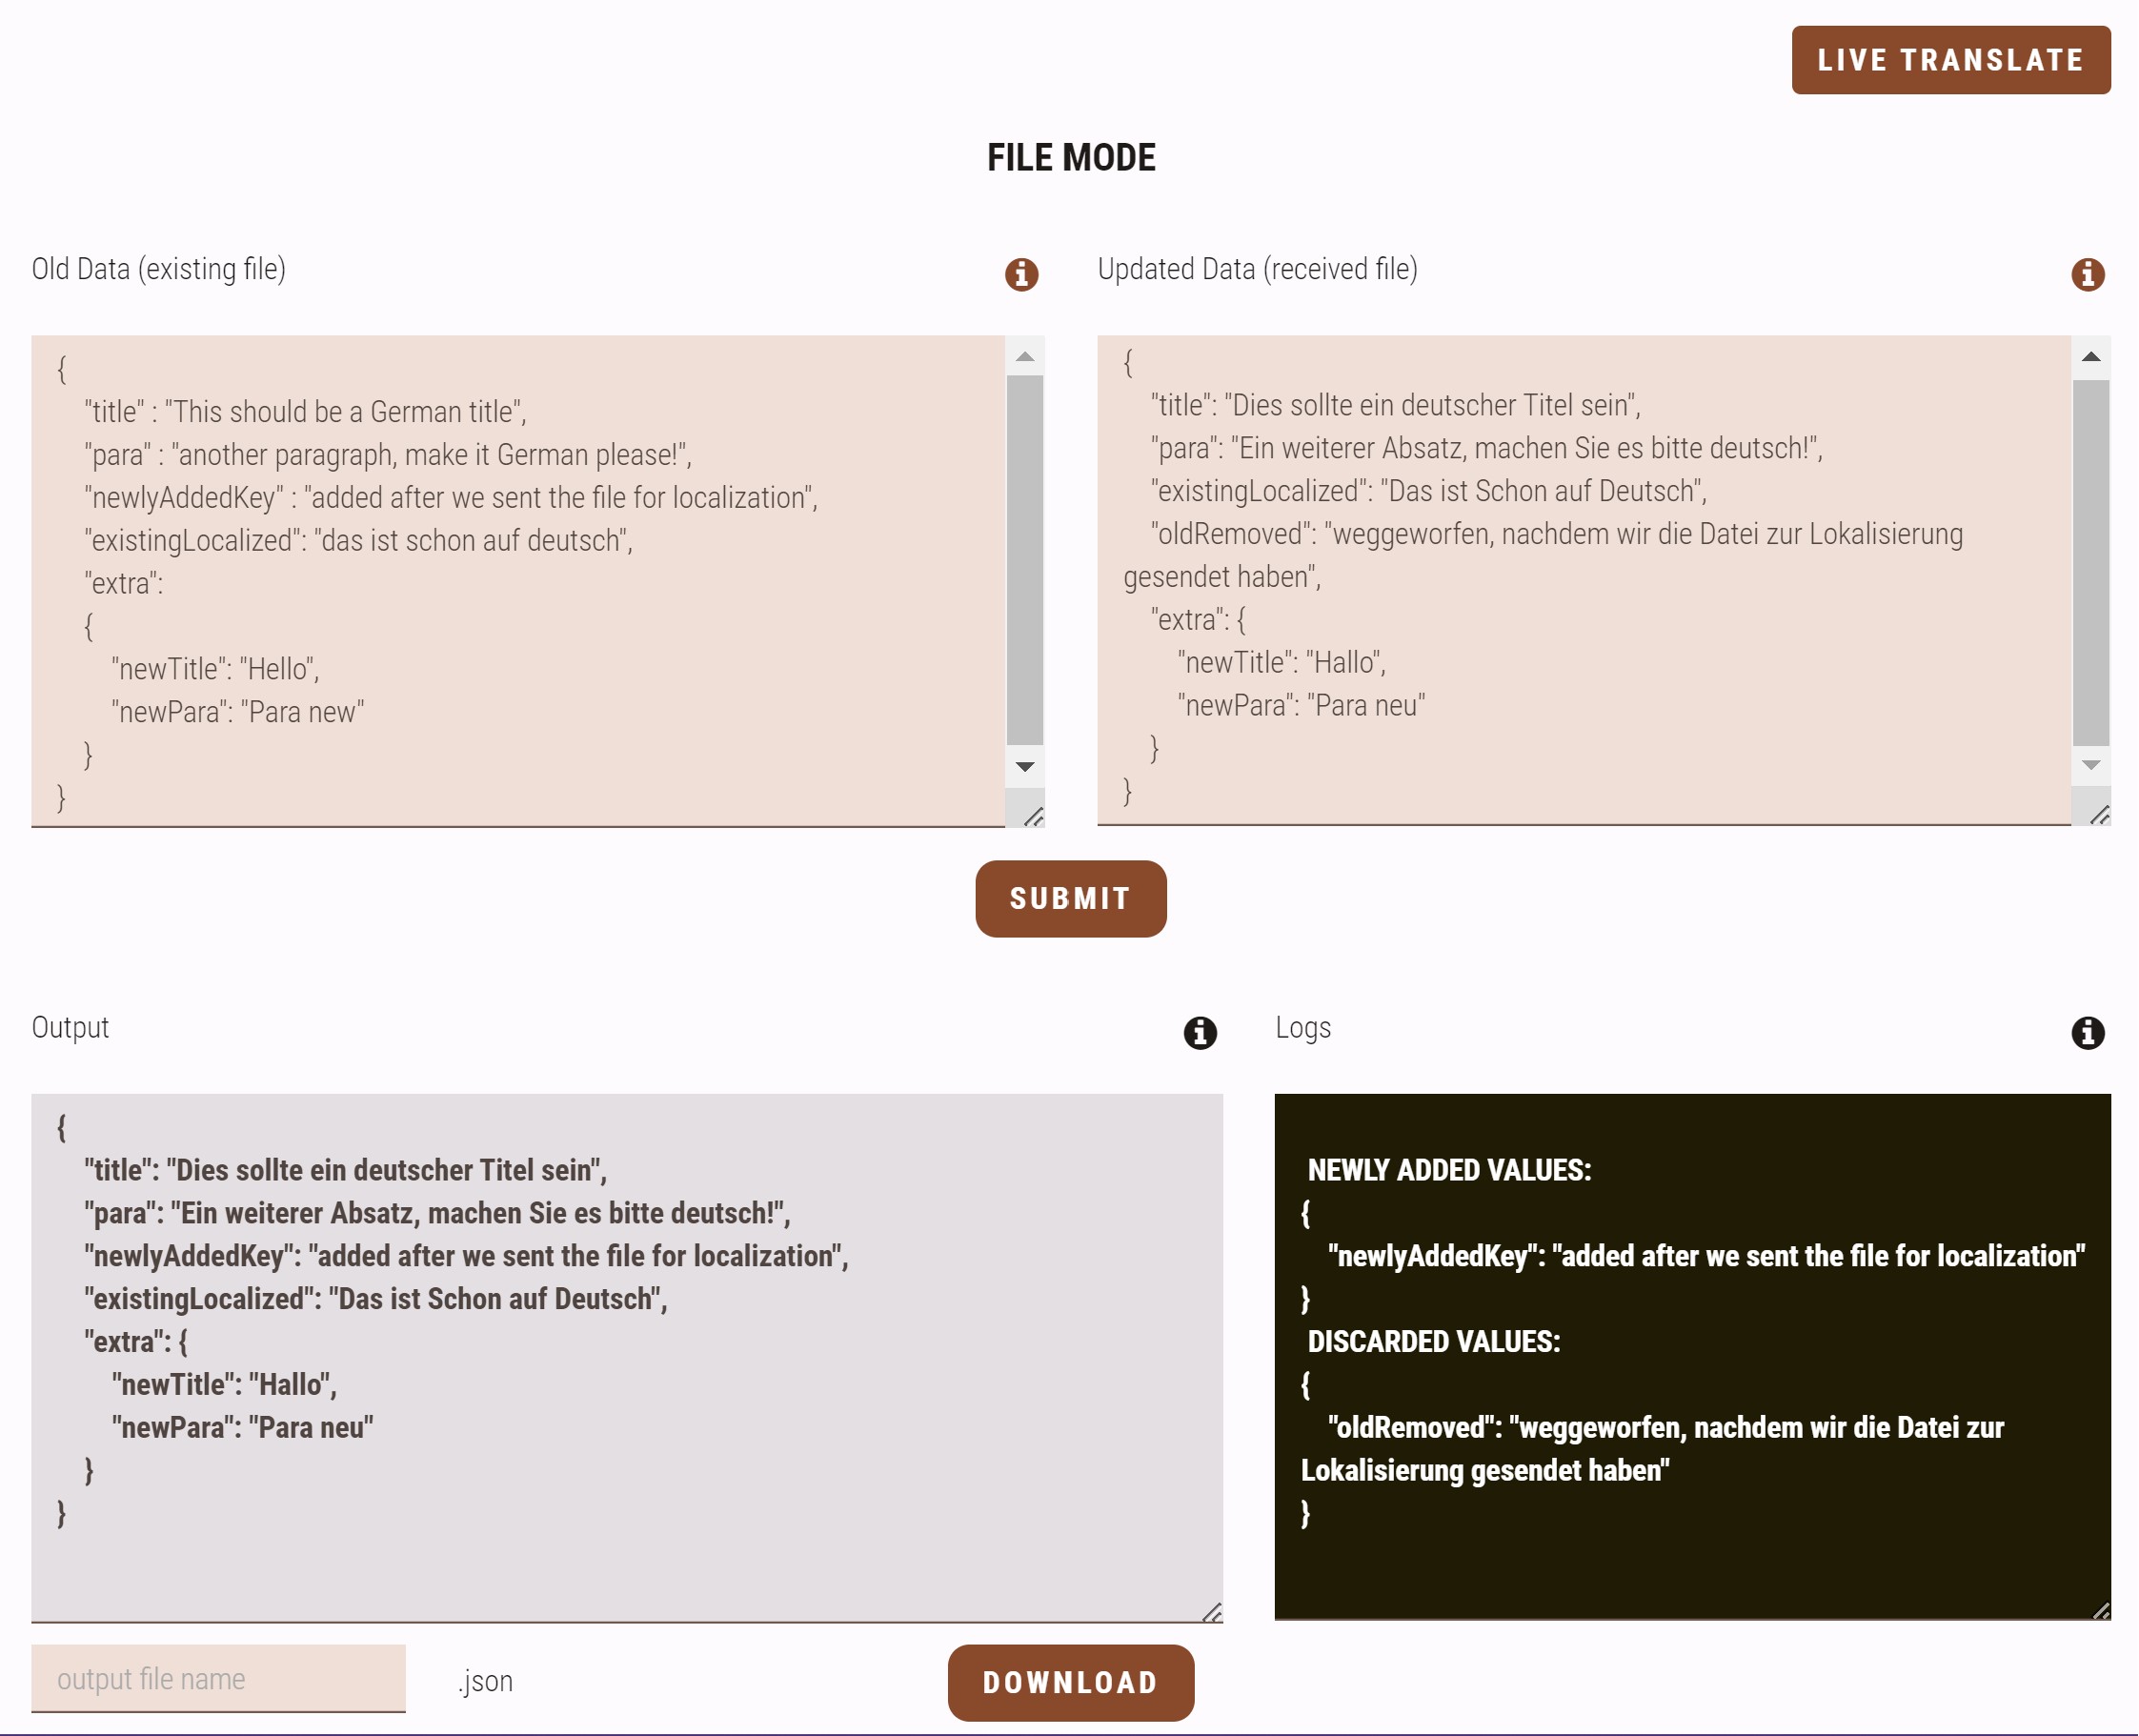 LIVE TRANSLATE
FILE MODE
Old Data (existing file)
{
"title" : "This should be a German title",
"para" : "another paragraph, make it German please!",
"newlyAddedKey" : "added after we sent the file for localization",
"existingLocalized": "das ist schon auf deutsch",
"extra":
{
"newTitle": "Hello",
"newPara": "Para new"
}
}
Updated Data (received file)
{
"title": "Dies sollte ein deutscher Titel sein",
"para": "Ein weiterer Absatz, machen Sie es bitte deutsch!",
"existingLocalized": "Das ist Schon auf Deutsch",
"oldRemoved": "weggeworfen, nachdem wir die Datei zur Lokalisierung
gesendet haben",
"extra": {
"newTitle": "Hallo",
"newPara": "Para neu"
}
}
SUBMIT
Output
{
"title": "Dies sollte ein deutscher Titel sein",
"para": "Ein weiterer Absatz, machen Sie es bitte deutsch!",
"newlyAddedKey": "added after we sent the file for localization",
"existingLocalized": "Das ist Schon auf Deutsch",
"extra": {
"newTitle": "Hallo",
"newPara": "Para neu"
}
}
Logs
NEWLY ADDED VALUES:
{
"newlyAddedKey": "added after we sent the file for localization"
}
DISCARDED VALUES:
{
"oldRemoved": "weggeworfen, nachdem wir die Datei zur
Lokalisierung gesendet haben"
}
output file name
.json
DOWNLOAD